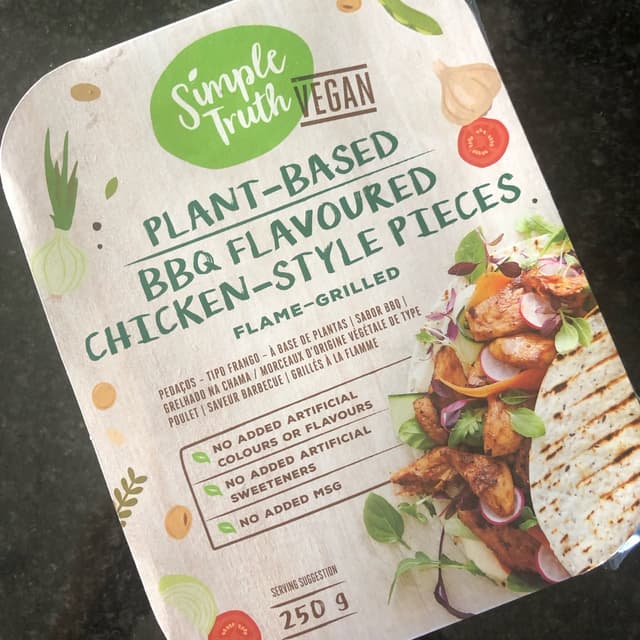 Simple
Truth
VEGAN
PLANT-BASED
BBQ FLAVOURED
CHICKEN-STYLE PIECES
FLAME-GRILLED
PEDAÇOS - TIPO FRANGO - À BASE DE PLANTAS | SABOR BBQ |
GRELHADO NA CHAMA / MORCEAUX D'ORIGINE VÉGÉTALE DE TYPE
POULET | SAVEUR BARBECUE | GRILLÉS À LA FLAMME
NO ADDED ARTIFICIAL
COLOURS OR FLAVOURS
NO ADDED ARTIFICIAL
SWEETENERS
NO ADDED MSG
SERVING SUGGESTION
250 g